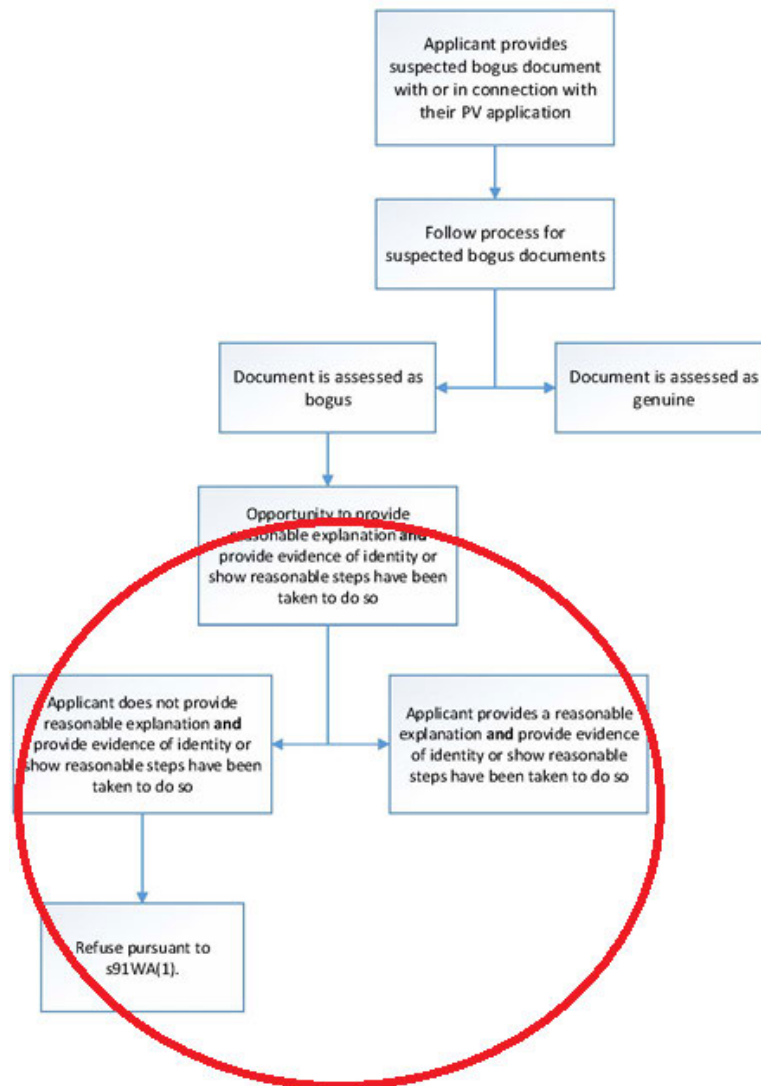 Applicant provides
suspected bogus document
with or in connection with
their PV application
Follow process for
suspected bogus documents
Document is assessed as
bogus
Document is assessed as
genuine
Opportunity to provide
reasonable explanation and
provide evidence of identity or
show reasonable steps have been
taken to do so
Applicant does not provide
reasonable explanation and
provide evidence of identity or
show reasonable steps have been
taken to do so
Applicant provides a reasonable
explanation and provide evidence
of identity or show reasonable
steps have been taken to do so
Refuse pursuant to
s91WA(1).